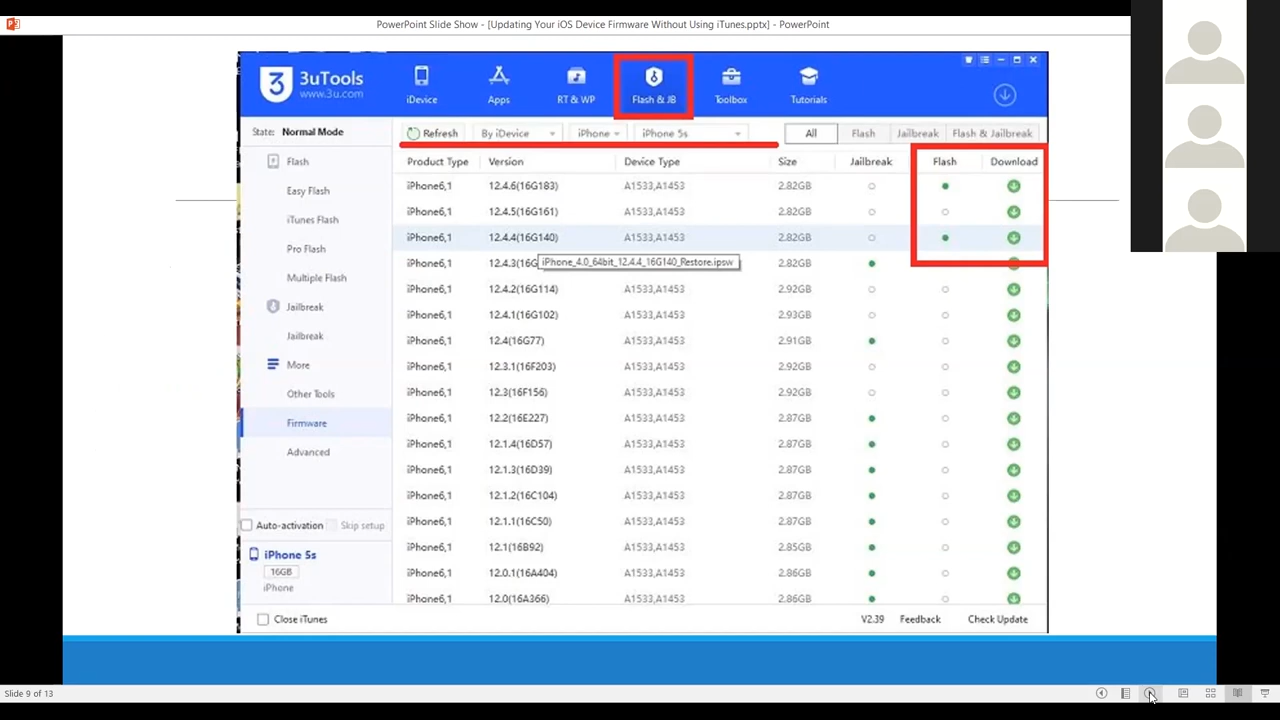 PowerPoint Slide Show - [Updating Your iOS Device Firmware Without Using iTunes.pptx] - PowerPoint
3uTools
www.3u.com
iDevice Apps RT & WP Flash & JB Toolbox Tutorials
State: Normal Mode Refresh By iDevice iPhone iPhone 5s All Flash Jailbreak Flash & Jailbreak
Flash Product Type Version Device Type Size Jailbreak Flash Download
Easy Flash iPhone6,1 12.4.6(16G183) A1533,A1453 2.82GB
iTunes Flash iPhone6,1 12.4.5(16G161) A1533,A1453 2.82GB
Pro Flash iPhone6,1 12.4.4(16G140) A1533,A1453 2.82GB
iPhone6,1 12.4.3(16G iPhone_4.0_64bit_12.4.4_16G140_Restore.ipsw 2.82GB
Multiple Flash iPhone6,1 12.4.2(16G114) A1533,A1453 2.92GB
Jailbreak iPhone6,1 12.4.1(16G102) A1533,A1453 2.93GB
Jailbreak iPhone6,1 12.4(16G77) A1533,A1453 2.91GB
More iPhone6,1 12.3.1(16F203) A1533,A1453 2.92GB
Other Tools iPhone6,1 12.3(16F156) A1533,A1453 2.92GB
Firmware iPhone6,1 12.2(16E227) A1533,A1453 2.87GB
Advanced iPhone6,1 12.1.4(16D57) A1533,A1453 2.87GB
iPhone6,1 12.1.3(16D39) A1533,A1453 2.87GB
iPhone6,1 12.1.2(16C104) A1533,A1453 2.87GB
Auto-activation Skip setup iPhone6,1 12.1.1(16C50) A1533,A1453 2.87GB
iPhone 5s iPhone6,1 12.1(16B92) A1533,A1453 2.85GB
16GB iPhone6,1 12.0.1(16A404) A1533,A1453 2.86GB
iPhone iPhone6,1 12.0(16A366) A1533,A1453 2.86GB
Close iTunes V2.39 Feedback Check Update
Slide 9 of 13